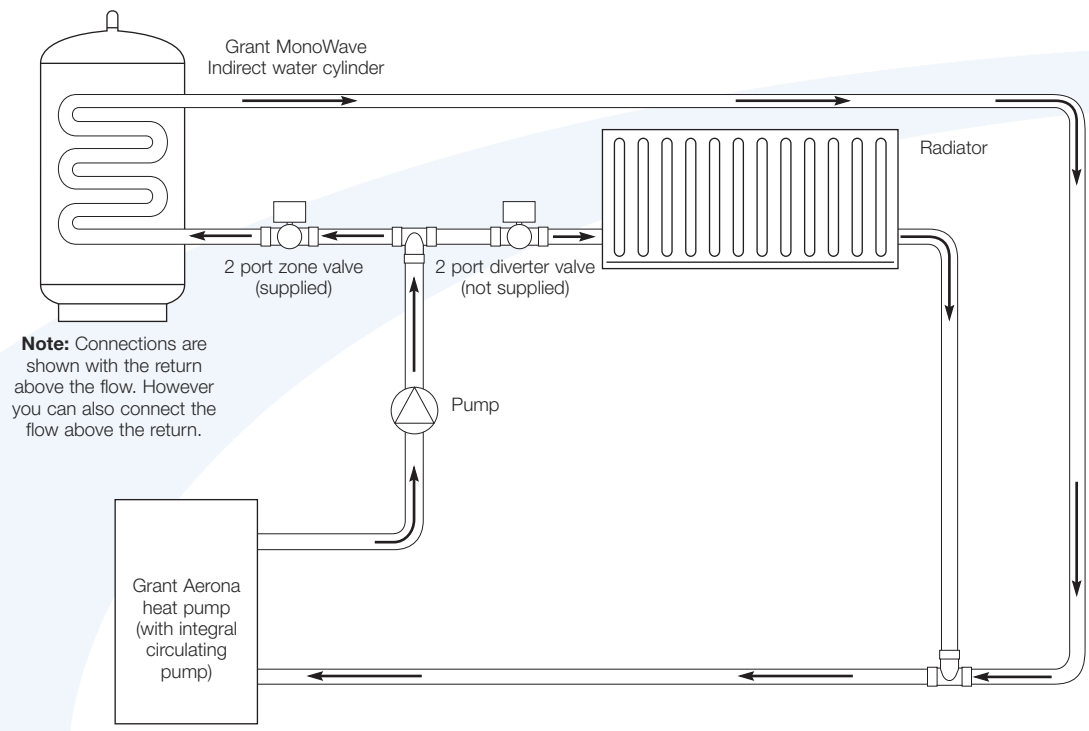 Grant MonoWave
Indirect water cylinder
Radiator
2 port zone valve
(supplied)
2 port diverter valve
(not supplied)
Note: Connections are
shown with the return
above the flow. However
you can also connect the
flow above the return.
Pump
Grant Aerona
heat pump
(with integral
circulating
pump)